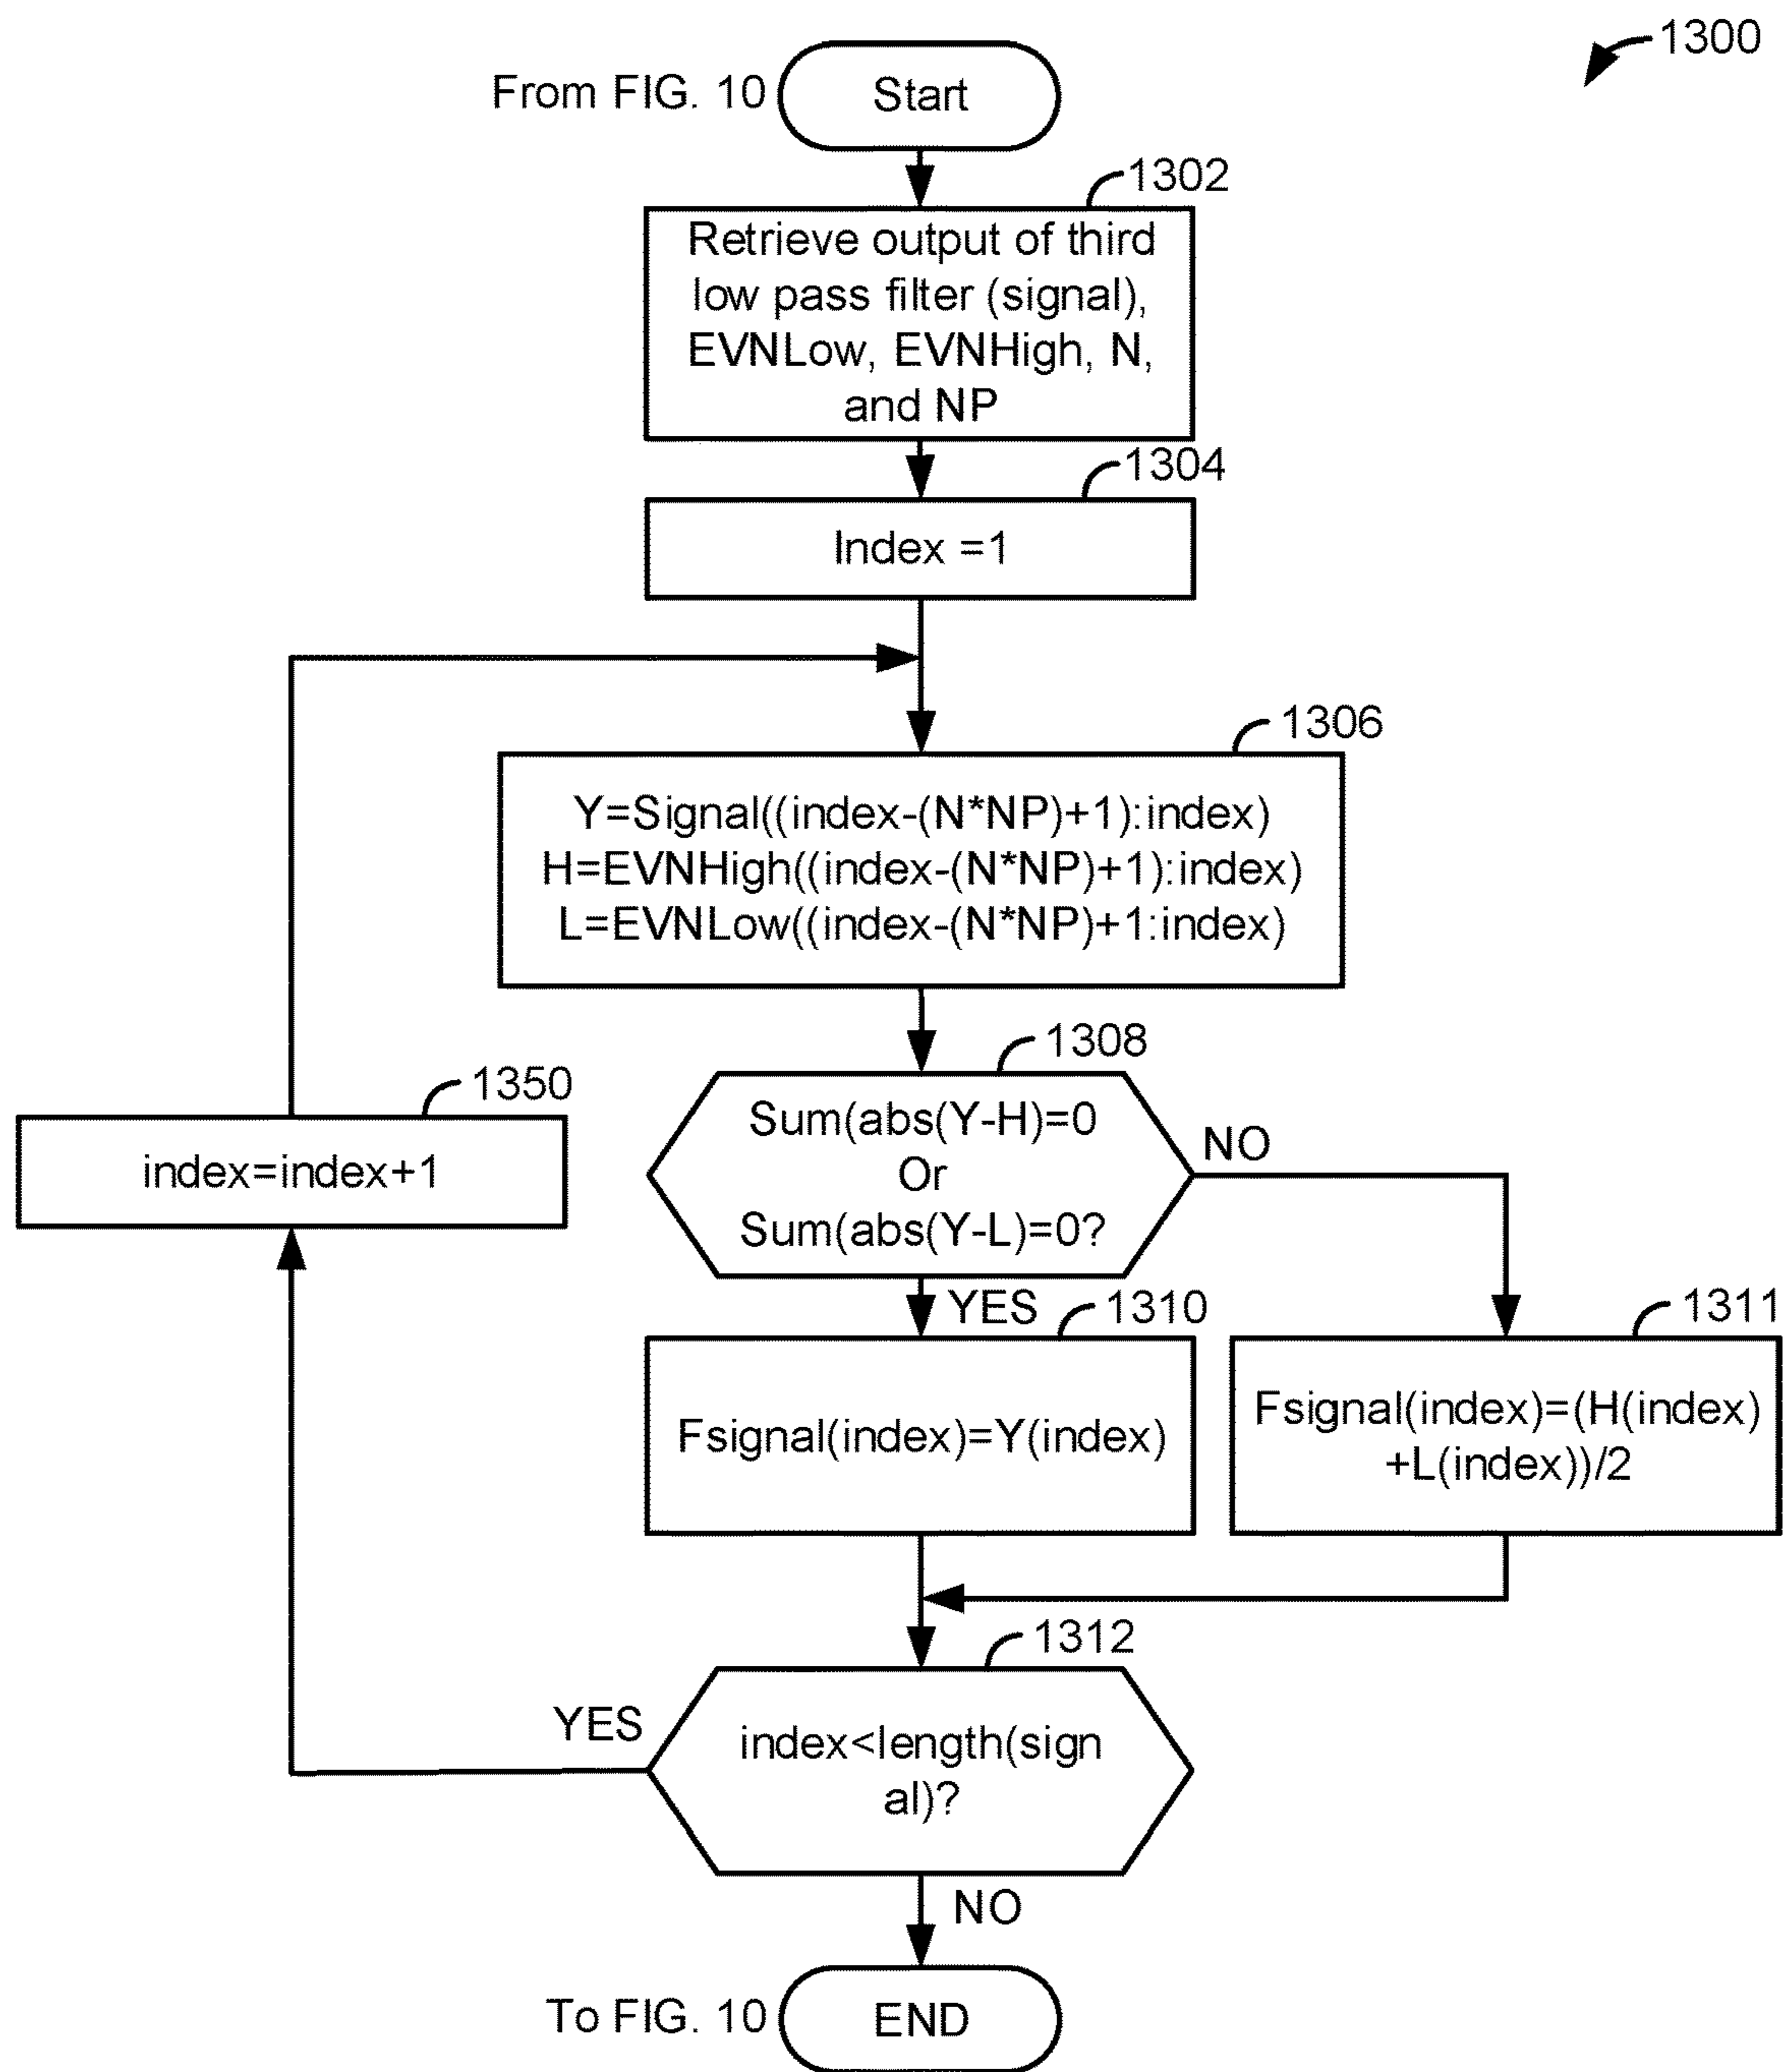 1300
From FIG. 10
Start
1302
Retrieve output of third
low pass filter (signal),
EVNLow, EVNHigh, N,
and NP
1304
Index =1
1306
Y=Signal((index-(N*NP)+1):index)
H=EVNHigh((index-(N*NP)+1):index)
L=EVNLow((index-(N*NP)+1:index)
1308
Sum(abs(Y-H)=0
Or
Sum(abs(Y-L)=0?
NO
1350
index=index+1
YES
1310
Fsignal(index)=Y(index)
1311
Fsignal(index)=(H(index)
+L(index))/2
1312
index<length(sign
al)?
YES
NO
To FIG. 10
END